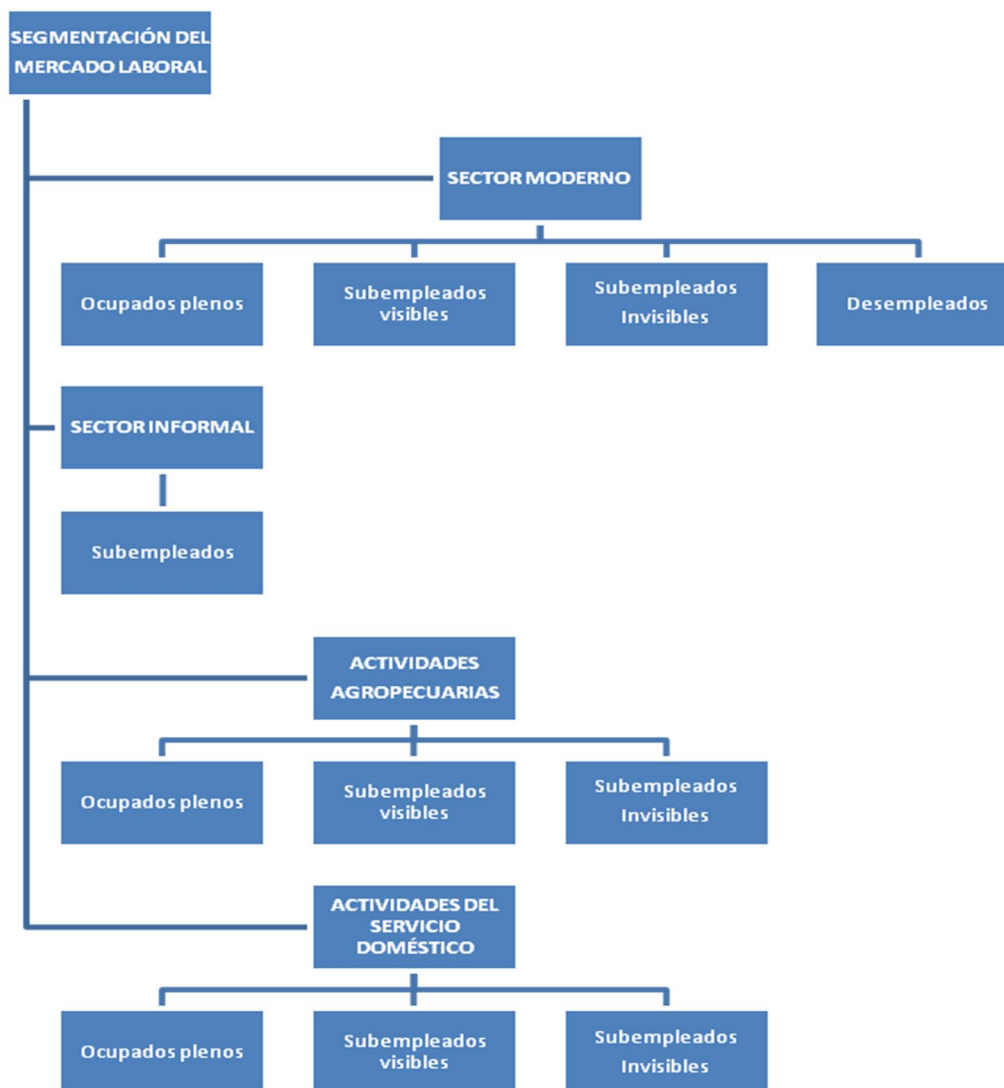 SEGMENTACIÓN DEL
MERCADO LABORAL
SECTOR MODERNO
Ocupados plenos
Subempleados
visibles
Subempleados
Invisibles
Desempleados
SECTOR INFORMAL
Subempleados
ACTIVIDADES
AGROPECUARIAS
Ocupados plenos
Subempleados
visibles
Subempleados
Invisibles
ACTIVIDADES DEL
SERVICIO
DOMÉSTICO
Ocupados plenos
Subempleados
visibles
Subempleados
Invisibles